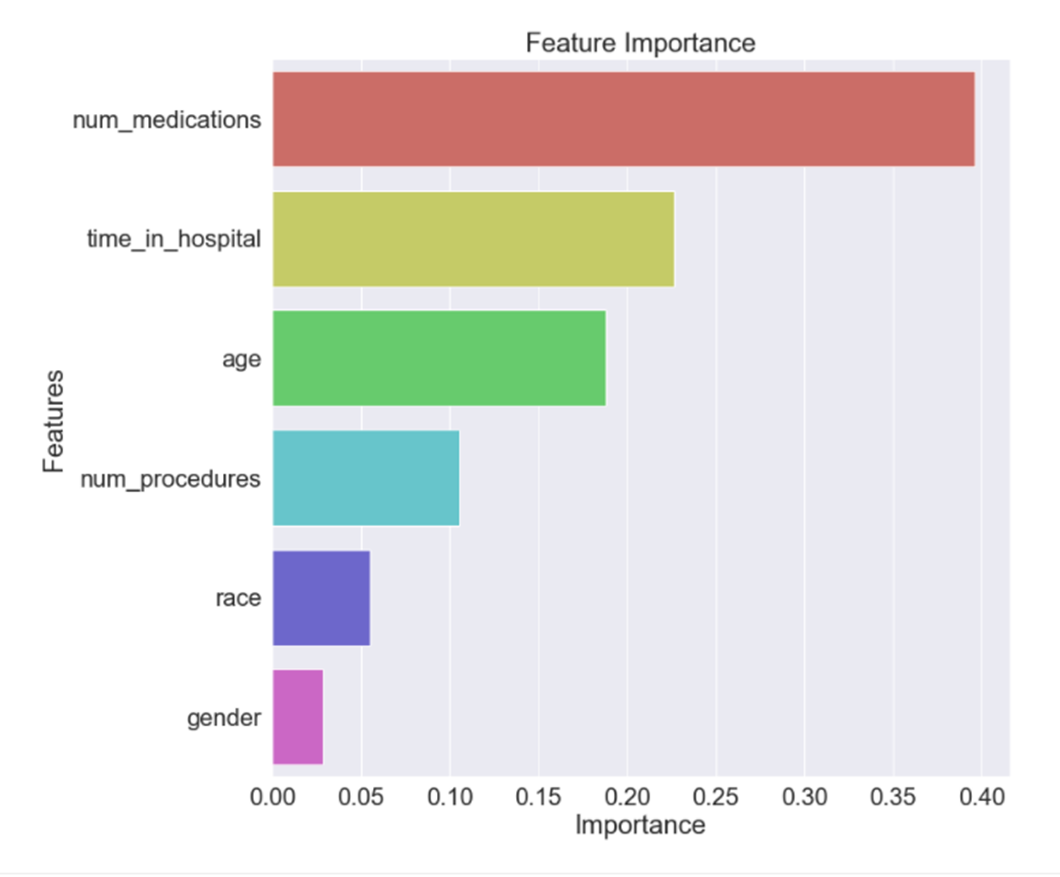 Feature Importance
num_medications
time_in_hospital
age
Features
num_procedures
race
gender
0.00 0.05 0.10 0.15 0.20 0.25 0.30 0.35 0.40
Importance